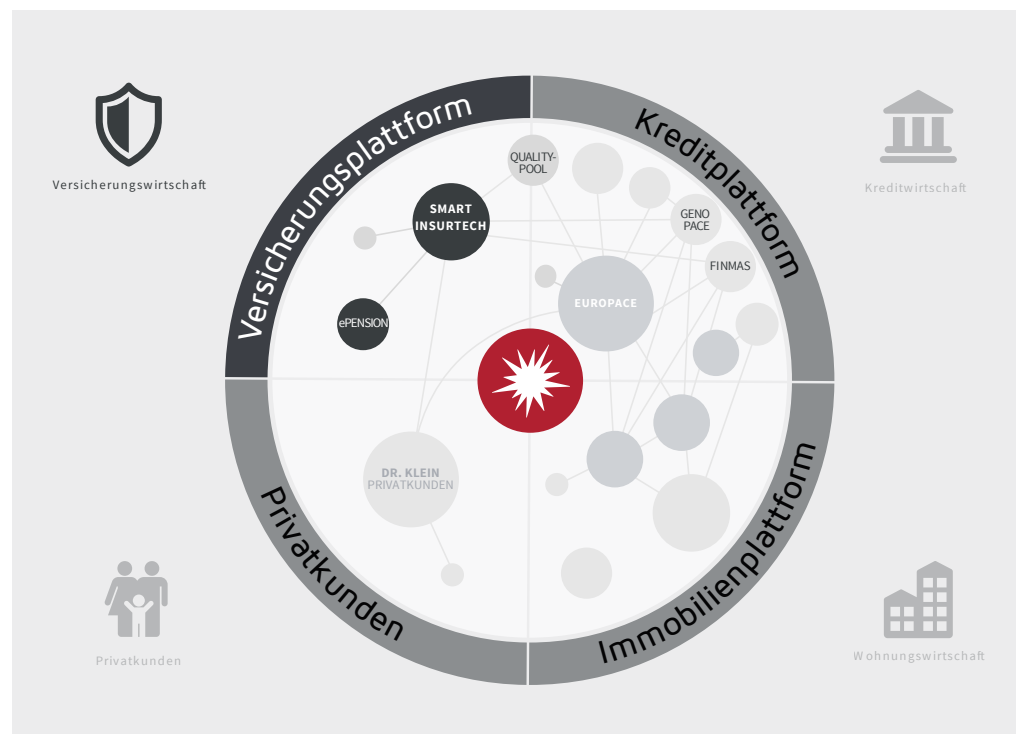 Versicherungswirtschaft
Kreditwirtschaft
Versicherungsplattform
Kreditplattform
QUALITY-
POOL
SMART
INSURTECH
GENO
PACE
FINMAS
EUROPACE
ePENSION
DR. KLEIN
PRIVATKUNDEN
Privatkunden
Immobilienplattform
Privatkunden
Wohnungswirtschaft